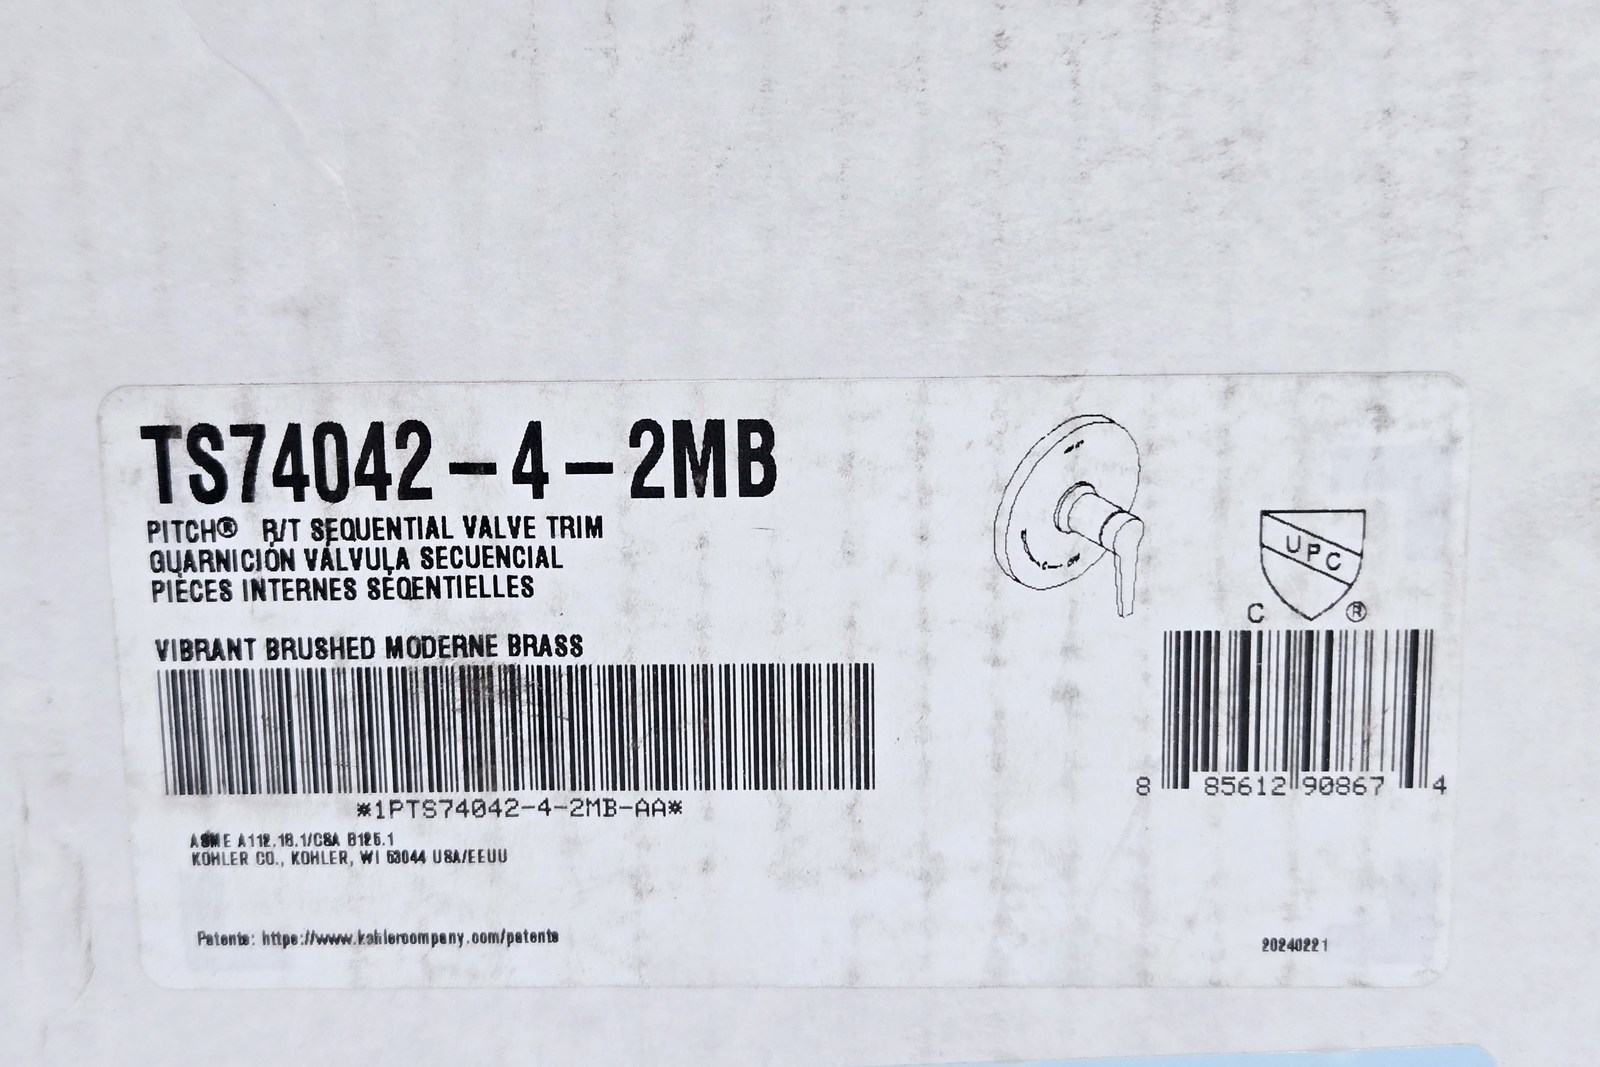 TS74042-4-2MB
PITCH® R/T SEQUENTIAL VALVE TRIM
GUARNICIÓN VÁLVULA SECUENCIAL
PIÈCES INTERNES SÉQENTIELLES
VIBRANT BRUSHED MODERNE BRASS
*1PTS74042-4-2MB-AA*
ASME A112.18.1/CSA B125.1
KOHLER CO., KOHLER, WI 53044 USA/EEUU
Patents: https://www.kohlercompany.com/patents
UPC
C ®
8 85612 90867 4
20240221